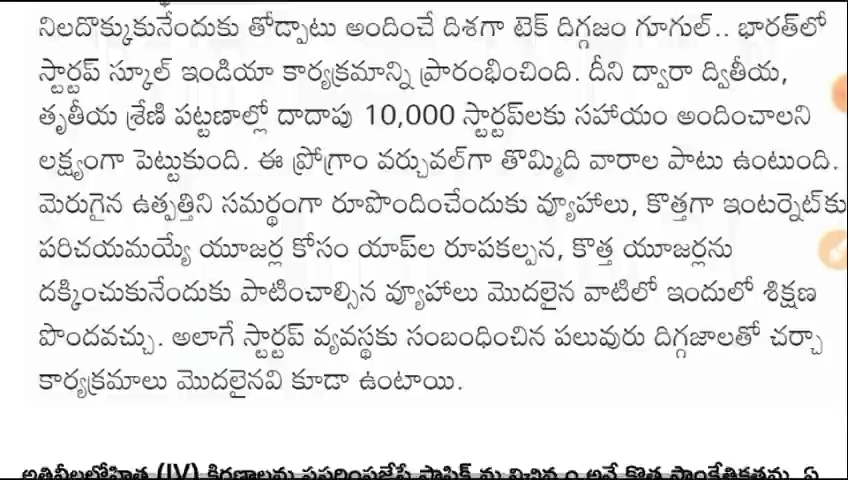 నిలదొక్కుకునేందుకు తోడ్పాటు అందించే దిశగా టెక్ దిగ్గజం గూగుల్.. భారత్‌లో
స్టార్టప్ స్కూల్ ఇండియా కార్యక్రమాన్ని ప్రారంభించింది. దీని ద్వారా ద్వితీయ,
తృతీయ శ్రేణి పట్టణాల్లో దాదాపు 10,000 స్టార్టప్‌లకు సహాయం అందించాలని
లక్ష్యంగా పెట్టుకుంది. ఈ ప్రోగ్రాం వర్చువల్‌గా తొమ్మిది వారాల పాటు ఉంటుంది.
మెరుగైన ఉత్పత్తిని సమర్థంగా రూపొందించేందుకు వ్యూహాలు, కొత్తగా ఇంటర్నెట్‌కు
పరిచయమయ్యే యూజర్ల కోసం యాప్‌ల రూపకల్పన, కొత్త యూజర్లను
దక్కించుకునేందుకు పాటించాల్సిన వ్యూహాలు మొదలైన వాటిలో ఇందులో శిక్షణ
పొందవచ్చు. అలాగే స్టార్టప్ వ్యవస్థకు సంబంధించిన పలువురు దిగ్గజాలతో చర్చా
కార్యక్రమాలు మొదలైనవి కూడా ఉంటాయి.